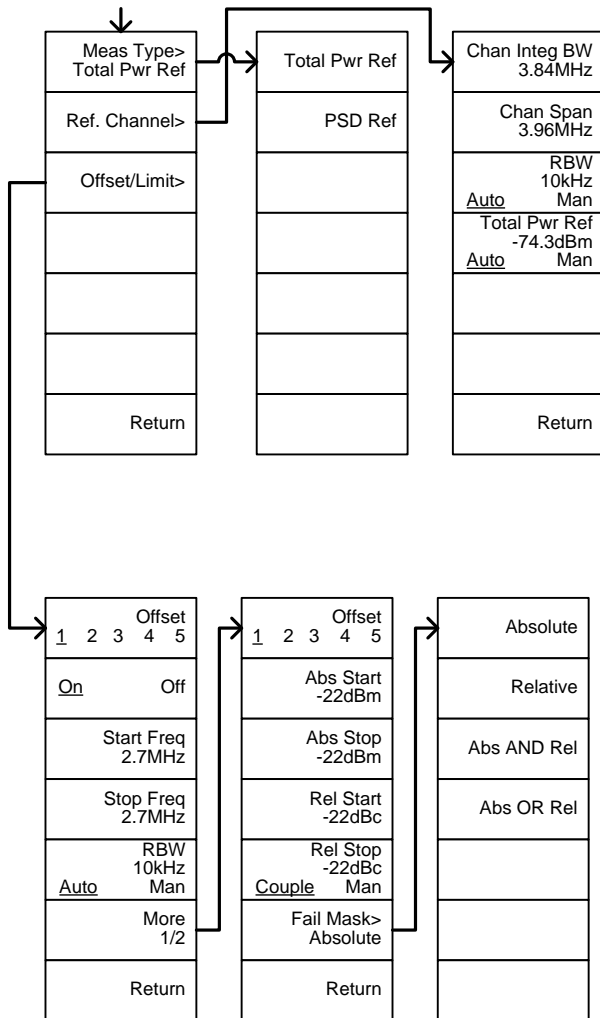 Meas Type>
Total Pwr Ref
Ref. Channel>
Offset/Limit>
Return
Total Pwr Ref
PSD Ref
Chan Integ BW
3.84MHz
Chan Span
3.96MHz
RBW
10kHz
Auto Man
Total Pwr Ref
-74.3dBm
Auto Man
Return
Offset
1 2 3 4 5
On Off
Start Freq
2.7MHz
Stop Freq
2.7MHz
RBW
10kHz
Auto Man
More
1/2
Return
Offset
1 2 3 4 5
Abs Start
-22dBm
Abs Stop
-22dBm
Rel Start
-22dBc
Rel Stop
-22dBc
Couple Man
Fail Mask>
Absolute
Return
Absolute
Relative
Abs AND Rel
Abs OR Rel